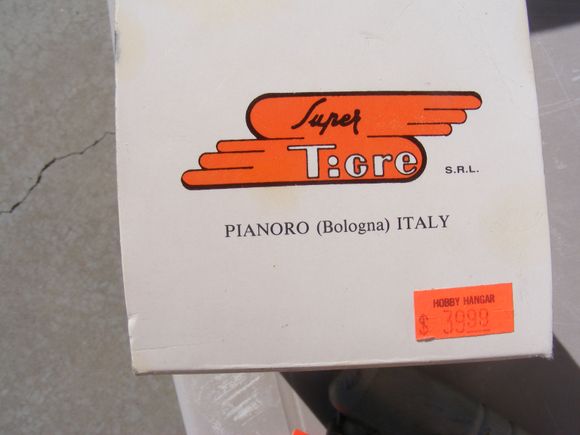 Super
Tigre
S.R.L.
PIANORO (Bologna) ITALY
HOBBY HANGAR
$ 39.99